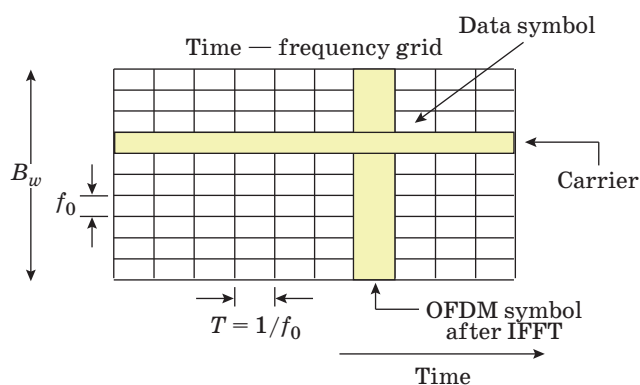 Data symbol
Time — frequency grid
B_w
f_0
Carrier
T = 1/f_0
OFDM symbol
after IFFT
Time